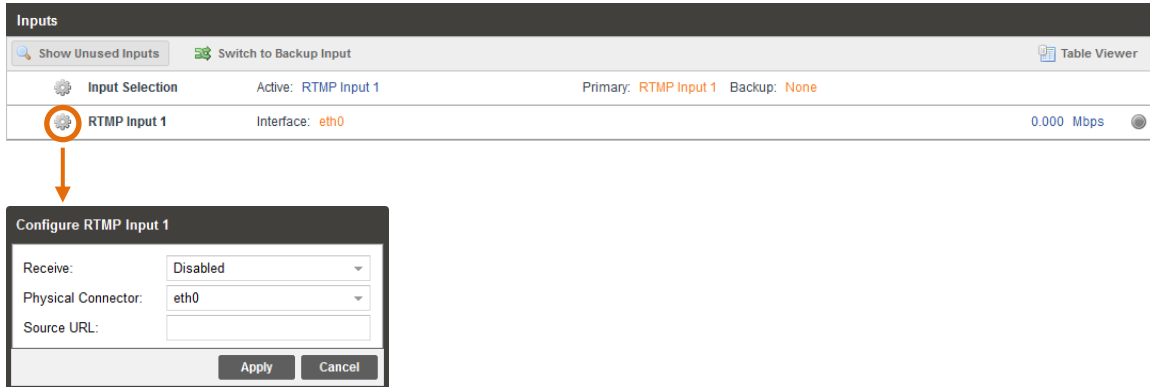 Inputs
Show Unused Inputs Switch to Backup Input Table Viewer
Input Selection Active: RTMP Input 1 Primary: RTMP Input 1 Backup: None
RTMP Input 1 Interface: eth0 0.000 Mbps
Configure RTMP Input 1
Receive: Disabled
Physical Connector: eth0
Source URL:
Apply Cancel